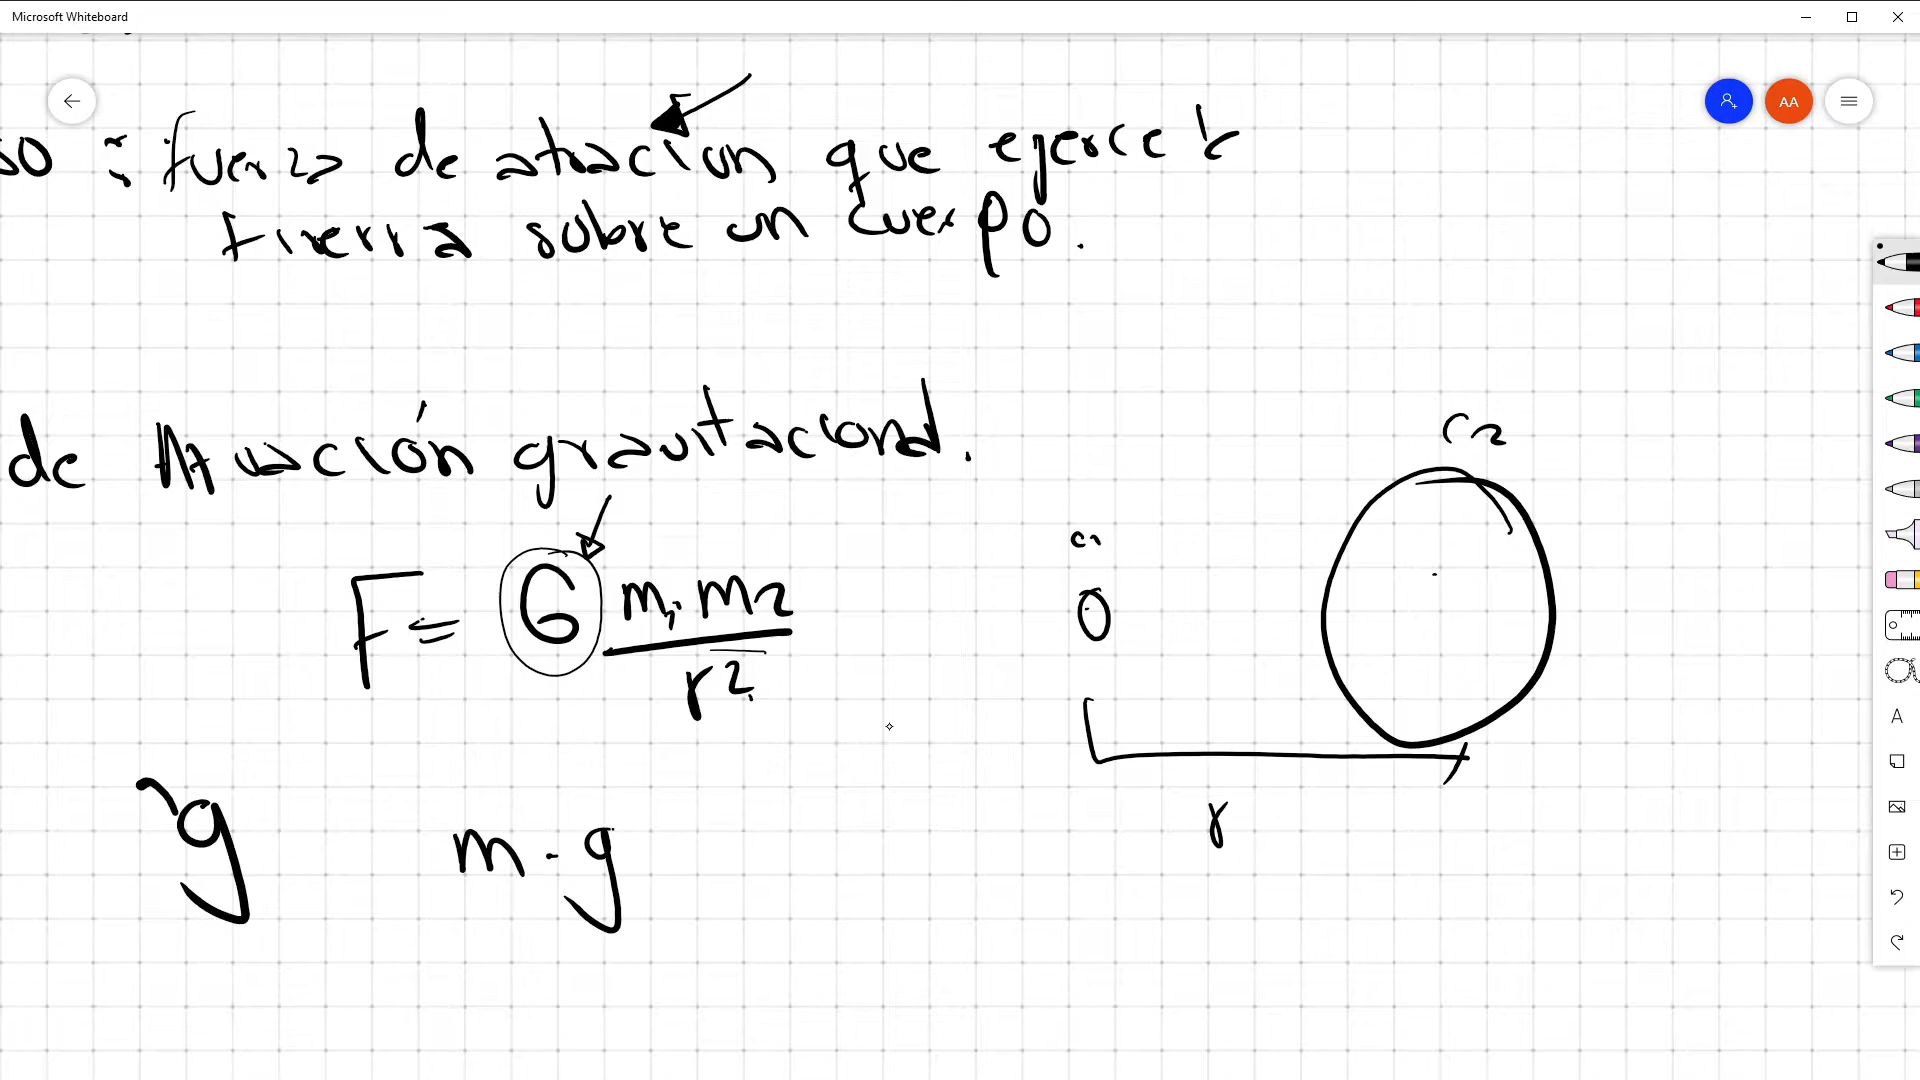 Microsoft Whiteboard
AA
so : fuerza de atracion que ejerce la
tierra sobre un cuerpo.
de Atracción gravitacional.
C2
C1
F = G m1 m2
r2
r
g
m . g
A